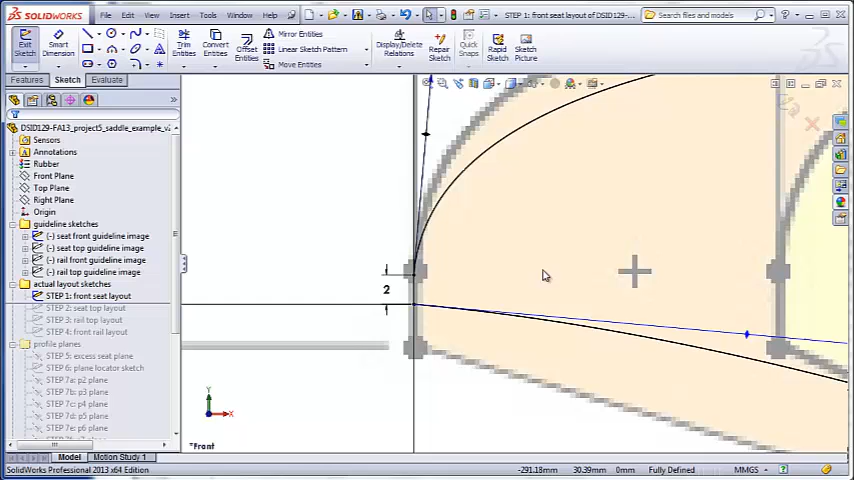 SOLIDWORKS
File Edit View Insert Tools Window Help
STEP 1: front seat layout of DSID129-...
Search files and models
Exit Sketch
Smart Dimension
Trim Entities
Convert Entities
Offset Entities
Mirror Entities
Linear Sketch Pattern
Move Entities
Display/Delete Relations
Repair Sketch
Quick Snaps
Rapid Sketch
Sketch Picture
Features Sketch Evaluate
DSID129-FA13_project5_saddle_example_v
Sensors
Annotations
Rubber
Front Plane
Top Plane
Right Plane
Origin
guideline sketches
(-) seat front guideline image
(-) seat top guideline image
(-) rail front guideline image
(-) rail top guideline image
actual layout sketches
STEP 1: front seat layout
STEP 2: seat top layout
STEP 3: rail top layout
STEP 4: front rail layout
profile planes
STEP 5: excess seat plane
STEP 6: plane locator sketch
STEP 7a: p2 plane
STEP 7b: p3 plane
STEP 7c: p4 plane
STEP 7d: p5 plane
STEP 7e: p6 plane
2
Y
X
*Front
Model Motion Study 1
SolidWorks Professional 2013 x64 Edition
-291.18mm 30.39mm 0mm Fully Defined MMGS